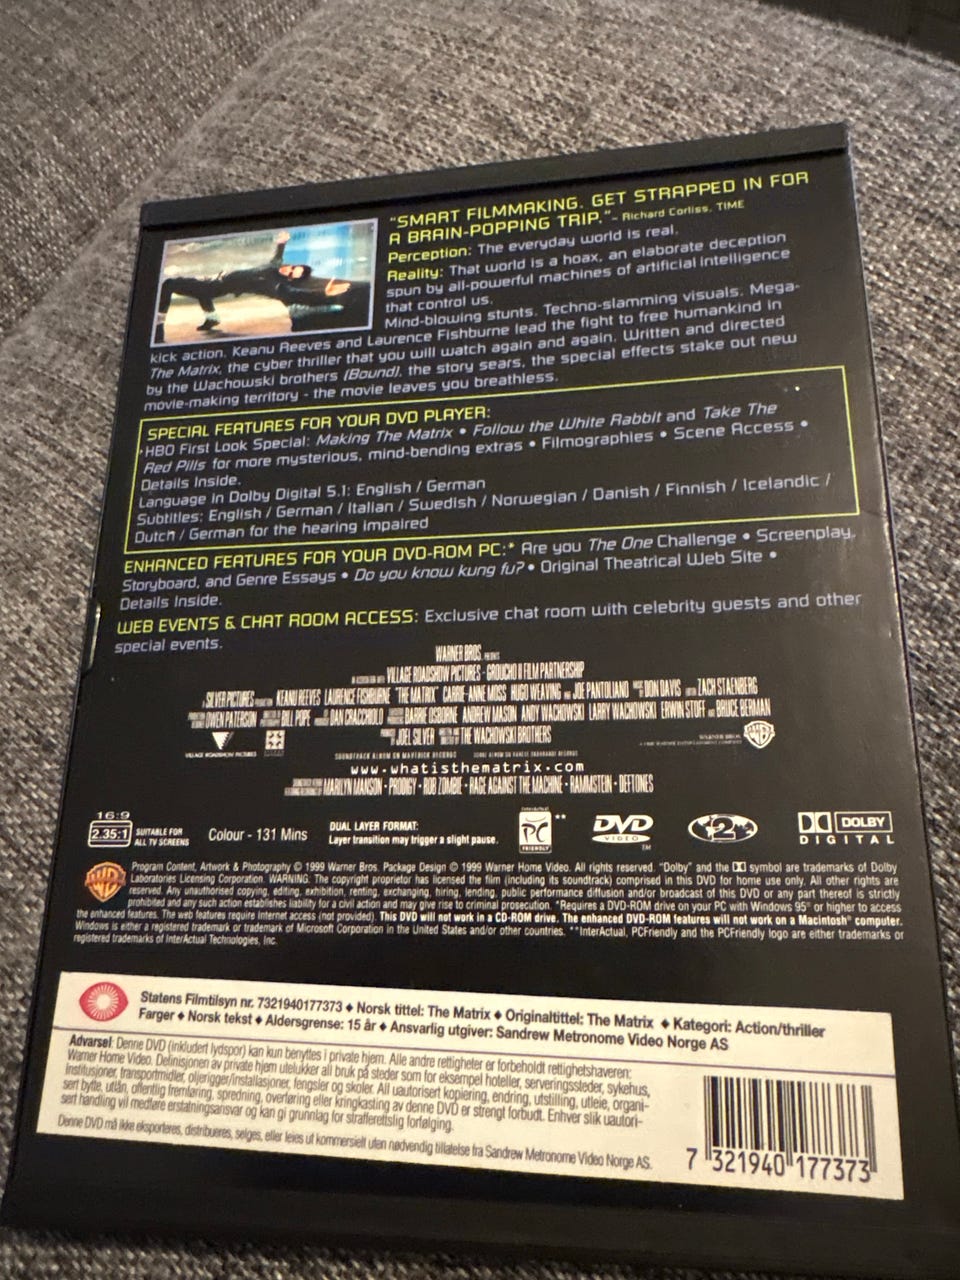 "SMART FILMMAKING. GET STRAPPED IN FOR
A BRAIN-POPPING TRIP."- Richard Corliss, TIME
Perception: The everyday world is real.
Reality: That world is a hoax, an elaborate deception
spun by all-powerful machines of artificial intelligence
that control us.
Mind-blowing stunts. Techno-slamming visuals. Mega-
kick action. Keanu Reeves and Laurence Fishburne lead the fight to free humankind in
The Matrix, the cyber thriller that you will watch again and again. Written and directed
by the Wachowski brothers (Bound), the story sears, the special effects stake out new
movie-making territory - the movie leaves you breathless.
SPECIAL FEATURES FOR YOUR DVD PLAYER:
•HBO First Look Special: Making The Matrix • Follow the White Rabbit and Take The
Red Pills for more mysterious, mind-bending extras • Filmographies • Scene Access •
Details Inside.
Language in Dolby Digital 5.1: English / German
Subtitles: English / German / Italian / Swedish / Norwegian / Danish / Finnish / Icelandic /
Dutch / German for the hearing impaired
ENHANCED FEATURES FOR YOUR DVD-ROM PC:* Are you The One Challenge • Screenplay,
Storyboard, and Genre Essays • Do you know kung fu? • Original Theatrical Web Site •
Details Inside.
WEB EVENTS & CHAT ROOM ACCESS: Exclusive chat room with celebrity guests and other
special events.
WARNER BROS. PRESENTS
IN ASSOCIATION WITH VILLAGE ROADSHOW PICTURES - GROUCHO II FILM PARTNERSHIP
SILVER PICTURES KEANU REEVES LAURENCE FISHBURNE "THE MATRIX" CARRIE-ANNE MOSS HUGO WEAVING AND JOE PANTOLIANO DON DAVIS ZACH STAENBERG
OWEN PATERSON BILL POPE DAN CRACCHIOLO BARRIE OSBORNE ANDREW MASON ANDY WACHOWSKI LARRY WACHOWSKI ERWIN STOFF AND BRUCE BERMAN
JOEL SILVER THE WACHOWSKI BROTHERS
VILLAGE ROADSHOW PICTURES
SOUNDTRACK ALBUM ON MAVERICK RECORDS SCORE ALBUM ON VARESE SARABANDE RECORDS
WARNER BROS.
www.whatisthematrix.com
MARILYN MANSON · PRODIGY · ROB ZOMBIE · RAGE AGAINST THE MACHINE · RAMMSTEIN · DEFTONES
16:9
2.35:1 SUITABLE FOR
ALL TV SCREENS
Colour - 131 Mins
DUAL LAYER FORMAT:
Layer transition may trigger a slight pause.
InterActual
PC **
FRIENDLY
DVD
VIDEO TM
2
DOLBY
DIGITAL
WB
Program Content, Artwork & Photography © 1999 Warner Bros. Package Design © 1999 Warner Home Video. All rights reserved. "Dolby" and the DD symbol are trademarks of Dolby
Laboratories Licensing Corporation. WARNING: The copyright proprietor has licensed the film (including its soundtrack) comprised in this DVD for home use only. All other rights are
reserved. Any unauthorised copying, editing, exhibition, renting, exchanging, hiring, lending, public performance diffusion and/or broadcast of this DVD or any part thereof is strictly
prohibited and any such action establishes liability for a civil action and may give rise to criminal prosecution. *Requires a DVD-ROM drive on your PC with Windows 95® or higher to access
the enhanced features. The web features require Internet access (not provided). This DVD will not work in a CD-ROM drive. The enhanced DVD-ROM features will not work on a Macintosh® computer.
Windows is either a registered trademark or trademark of Microsoft Corporation in the United States and/or other countries. **InterActual, PCFriendly and the PCFriendly logo are either trademarks or
registered trademarks of InterActual Technologies, Inc.
Statens Filmtilsyn nr. 7321940177373 ♦ Norsk tittel: The Matrix ♦ Originaltittel: The Matrix ♦ Kategori: Action/thriller
Farger ♦ Norsk tekst ♦ Aldersgrense: 15 år ♦ Ansvarlig utgiver: Sandrew Metronome Video Norge AS
Advarsel: Denne DVD (inkludert lydspor) kan kun benyttes i private hjem. Alle andre rettigheter er forbeholdt rettighetshaveren:
Warner Home Video. Definisjonen av private hjem utelukker all bruk på steder som for eksempel hoteller, serveringssteder, sykehus,
Institusjoner, transportmidler, oljerigger/installasjoner, fengsler og skoler. All uautorisert kopiering, endring, utstilling, utleie, organi-
sert bytte, utlån, offentlig fremføring, spredning, overføring eller kringkasting av denne DVD er strengt forbudt. Enhver slik uautori-
sert handling vil medføre erstatningsansvar og kan gi grunnlag for strafferettslig forfølging.
Denne DVD må ikke eksporteres, distribueres, selges, eller leies ut kommersielt uten nødvendig tillatelse fra Sandrew Metronome Video Norge AS.
7 321940 177373